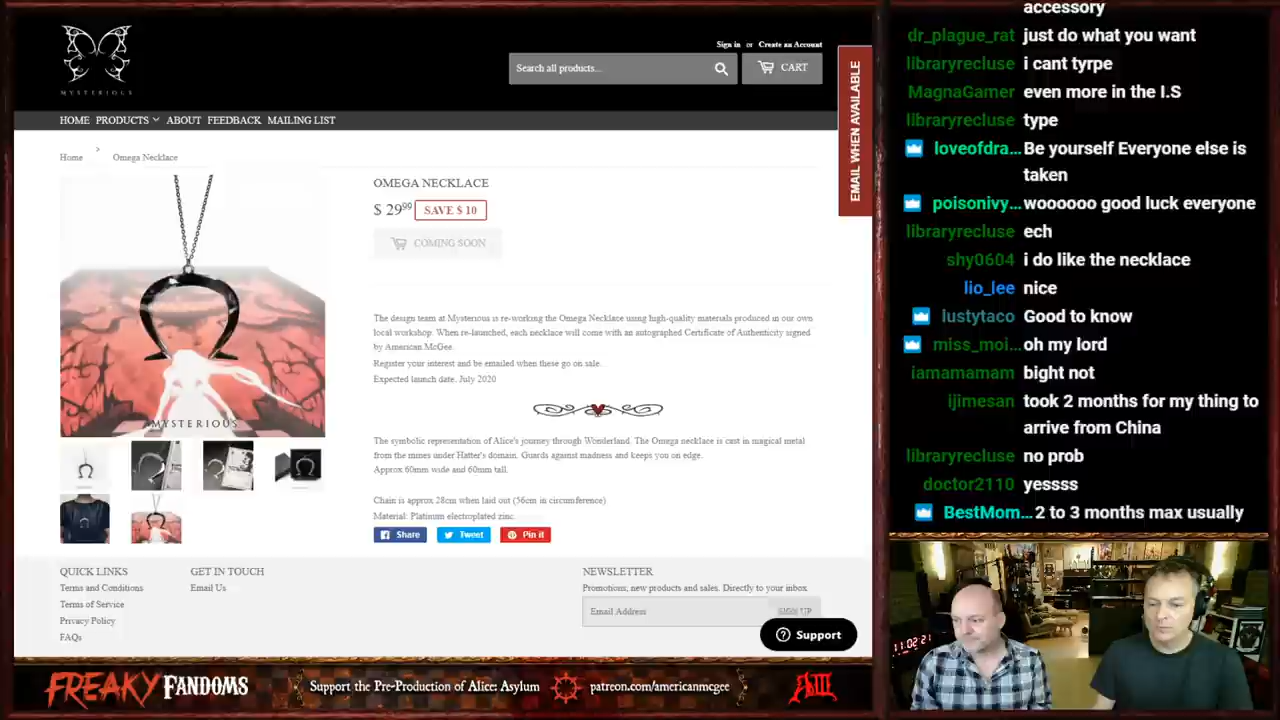 MYSTERIOUS
Sign in or Create an Account
Search all products...
CART
EMAIL WHEN AVAILABLE
HOME PRODUCTS ABOUT FEEDBACK MAILING LIST
Home > Omega Necklace
OMEGA NECKLACE
$ 29.99 SAVE $ 10
COMING SOON
MYSTERIOUS
The design team at Mysterious is re-working the Omega Necklace using high-quality materials produced in our own
local workshop. When re-launched, each necklace will come with an autographed Certificate of Authenticity signed
by American McGee.
Register your interest and be emailed when these go on sale.
Expected launch date, July 2020
The symbolic representation of Alice's journey through Wonderland. The Omega necklace is cast in magical metal
from the mines under Hatter's domain. Guards against madness and keeps you on edge.
Approx 60mm wide and 60mm tall.
Chain is approx 28cm when laid out (56cm in circumference)
Material: Platinum electroplated zinc.
Share Tweet Pin it
QUICK LINKS
Terms and Conditions
Terms of Service
Privacy Policy
FAQs
GET IN TOUCH
Email Us
NEWSLETTER
Promotions, new products and sales. Directly to your inbox
Email Address SIGN UP
Support
FREAKY FANDOMS
Support the Pre-Production of Alice: Asylum
patreon.com/americanmcgee
accessory
dr_plague_rat just do what you want
libraryrecluse i cant tyrpe
MagnaGamer even more in the I.S
libraryrecluse type
loveofdra... Be yourself Everyone else is
taken
poisonivy... woooooo good luck everyone
libraryrecluse ech
shy0604 i do like the necklace
lio_lee nice
lustytaco Good to know
miss_moi... oh my lord
iamamamam bight not
ijimesan took 2 months for my thing to
arrive from China
libraryrecluse no prob
doctor2110 yessss
BestMom... 2 to 3 months max usually
11:02:21